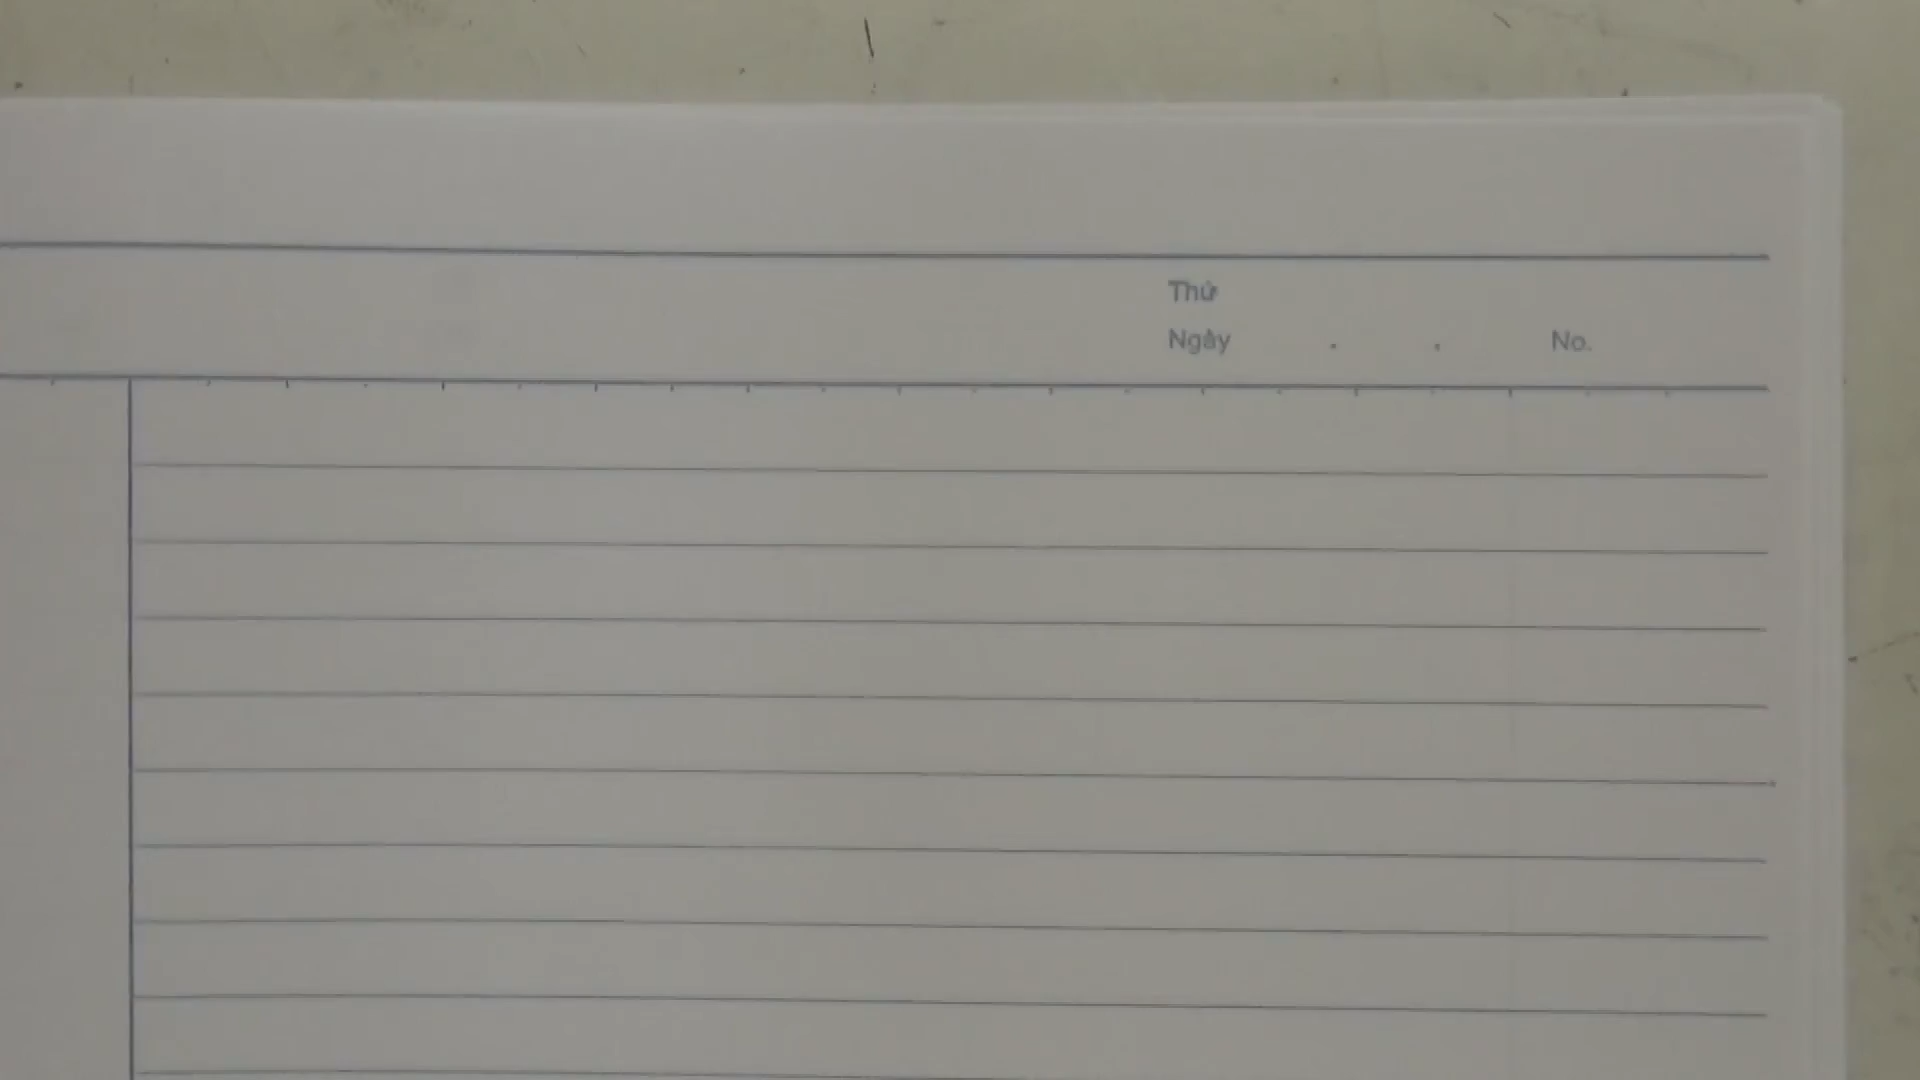 Thứ
Ngày . . No.